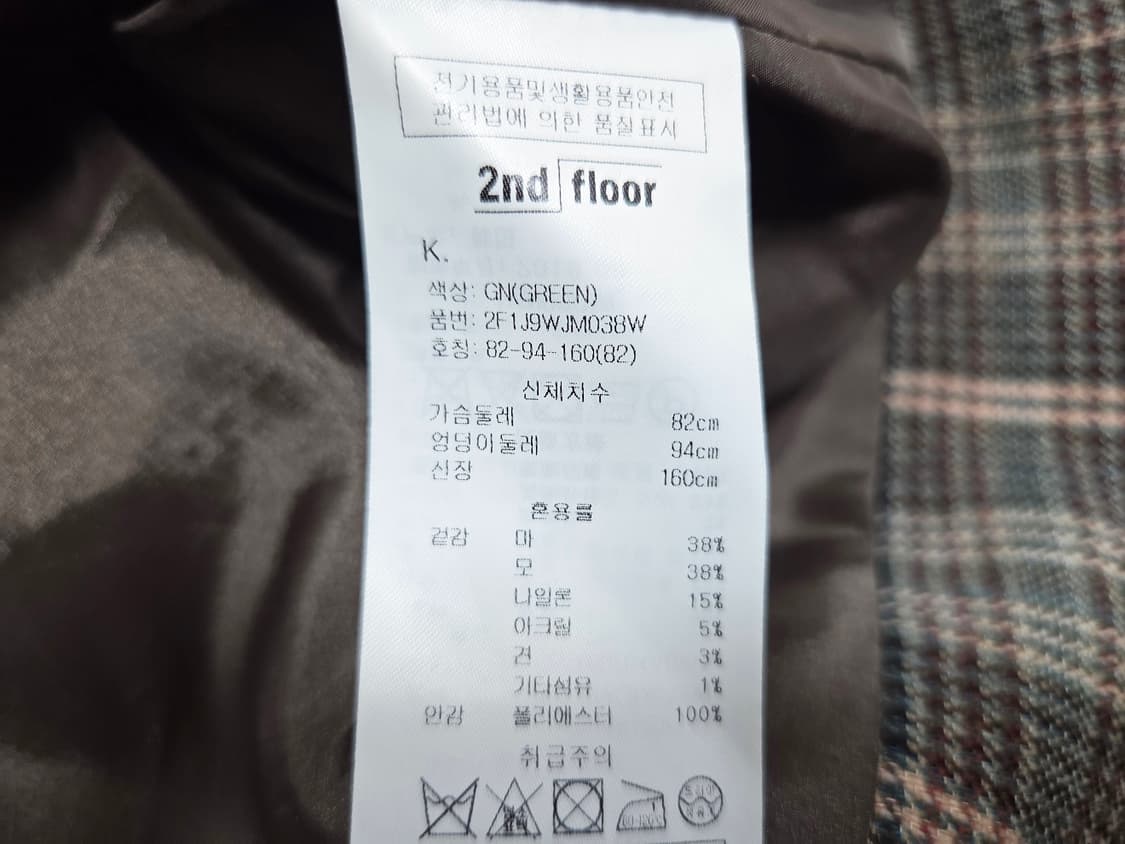 전기용품및생활용품안전
관리법에 의한 품질표시
2nd floor
K.
색상: GN(GREEN)
품번: 2F1J9WJM038W
호칭: 82-94-160(82)
신체치수
가슴둘레 82cm
엉덩이둘레 94cm
신장 160cm
혼용률
겉감 마 38%
모 38%
나일론 15%
아크릴 5%
견 3%
기타섬유 1%
안감 폴리에스터 100%
취급주의